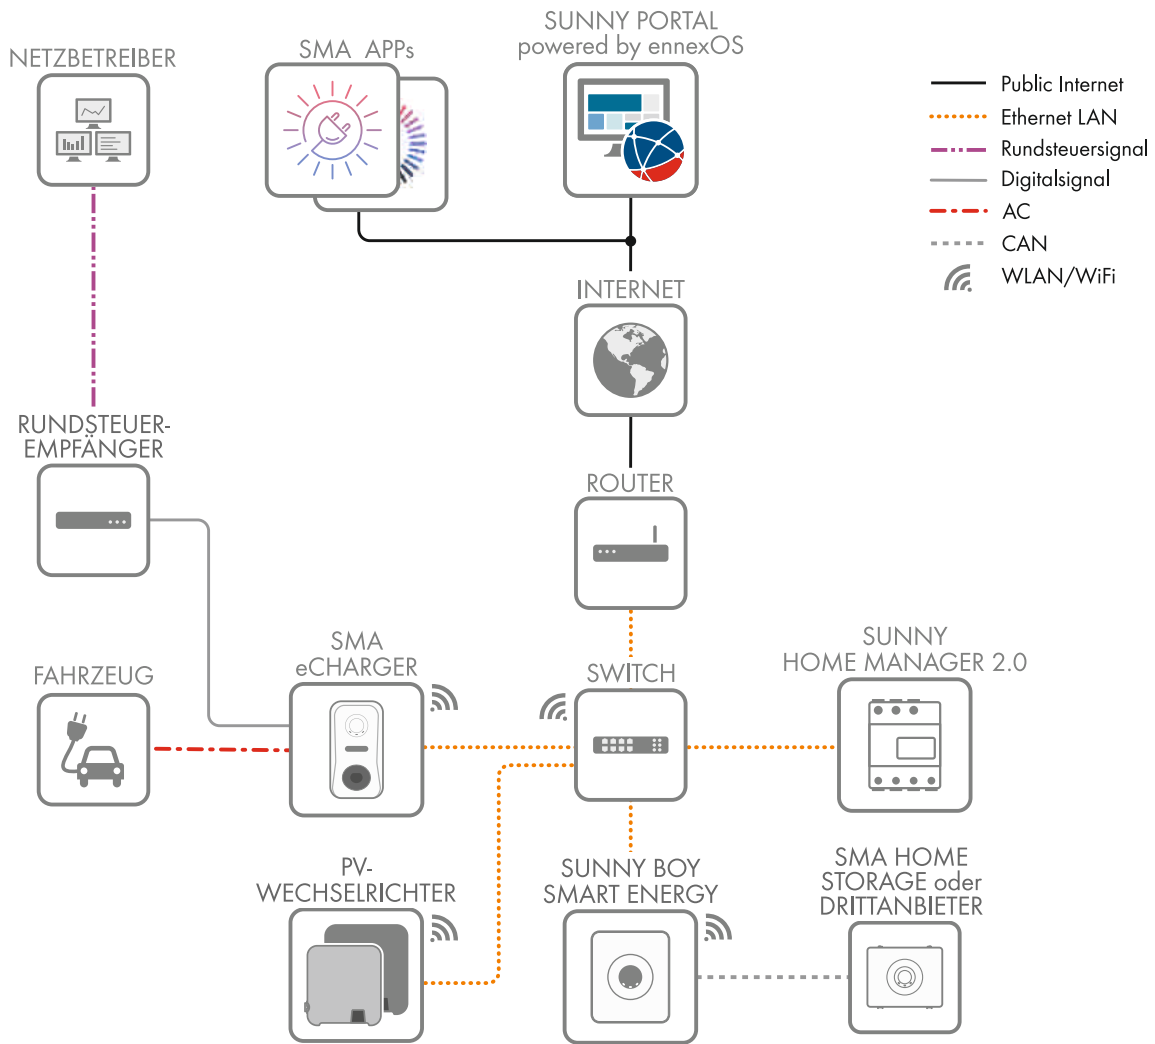 NETZBETREIBER
SMA APPs
SUNNY PORTAL
powered by ennexOS
Public Internet
Ethernet LAN
Rundsteuersignal
Digitalsignal
AC
CAN
WLAN/WiFi
INTERNET
RUNDSTEUER-
EMPFÄNGER
ROUTER
FAHRZEUG
SMA
eCHARGER
SWITCH
SUNNY
HOME MANAGER 2.0
PV-
WECHSELRICHTER
SUNNY BOY
SMART ENERGY
SMA HOME
STORAGE oder
DRITTANBIETER